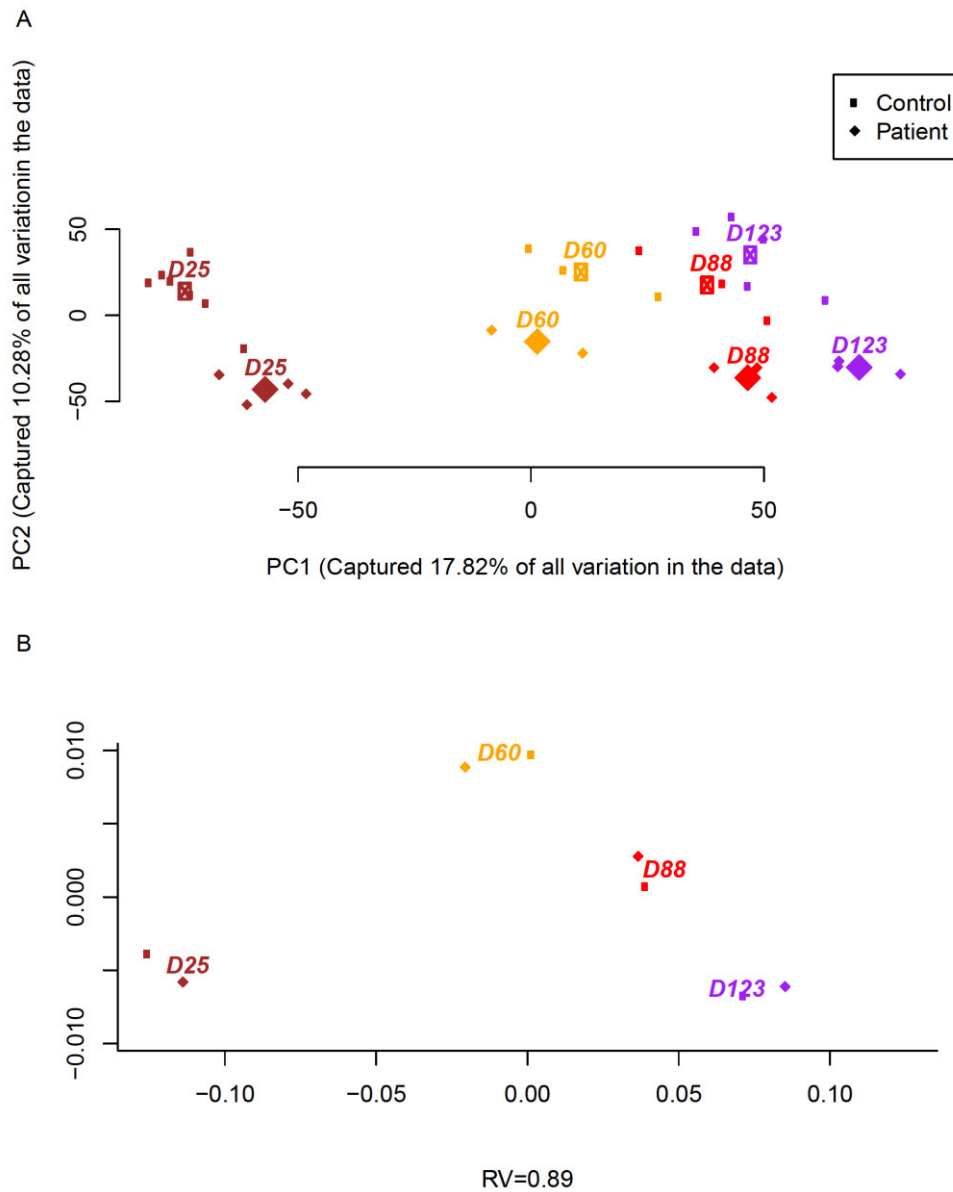 A
PC2 (Captured 10.28% of all variationin the data)
Control
Patient
50
0
−50
D25
D60
D88
D123
D25
D60
D88
D123
−50
0
50
PC1 (Captured 17.82% of all variation in the data)
B
0.010
0.000
−0.010
D60
D88
D25
D123
−0.10
−0.05
0.00
0.05
0.10
RV=0.89